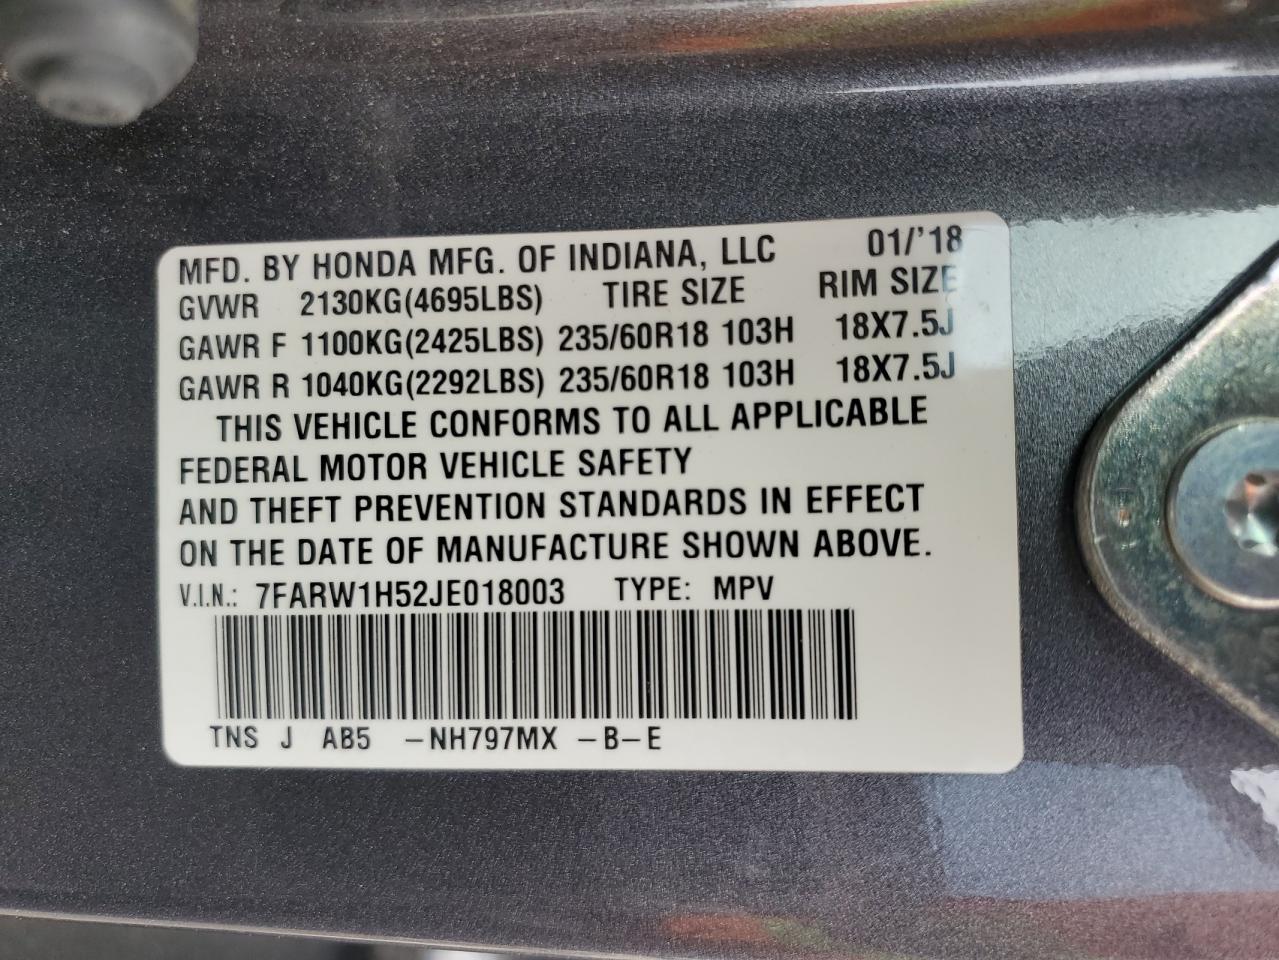 MFD. BY HONDA MFG. OF INDIANA, LLC 01/'18
GVWR 2130KG(4695LBS) TIRE SIZE RIM SIZE
GAWR F 1100KG(2425LBS) 235/60R18 103H 18X7.5J
GAWR R 1040KG(2292LBS) 235/60R18 103H 18X7.5J
THIS VEHICLE CONFORMS TO ALL APPLICABLE
FEDERAL MOTOR VEHICLE SAFETY
AND THEFT PREVENTION STANDARDS IN EFFECT
ON THE DATE OF MANUFACTURE SHOWN ABOVE.
V.I.N.: 7FARW1H52JE018003 TYPE: MPV
TNS J AB5 -NH797MX -B-E